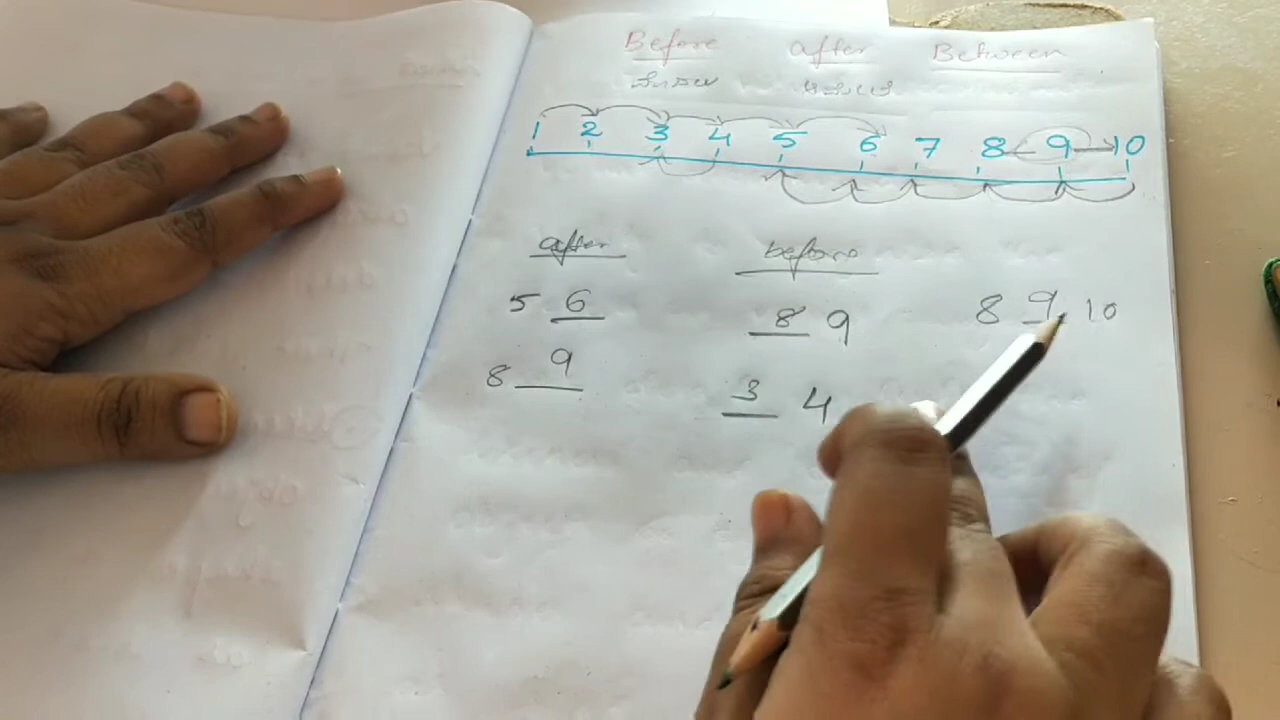 Before after Between
1 2 3 4 5 6 7 8 9 10
after before
5 6 8 9 8 9 10
8 9 3 4